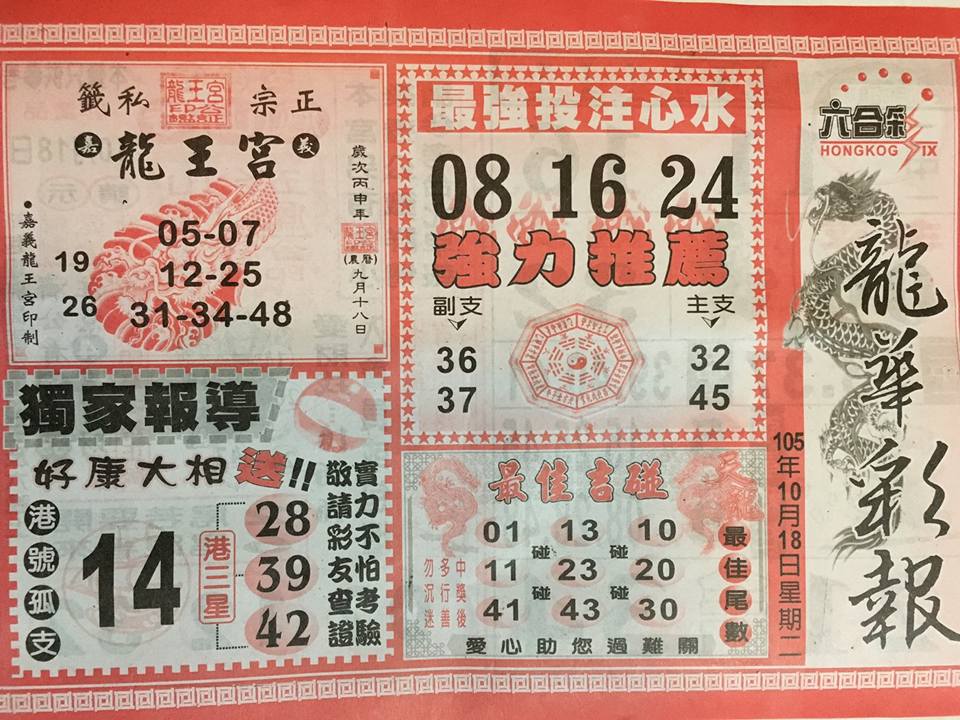 六合彩
HONGKOG SIX
龍華彩報
105年10月18日星期二
最強投注心水
08 16 24
強力推薦
副支 主支
36 32
37 45
正宗 私籤
龍王宮
嘉 龍王宮 義
歲次丙申年
(農曆)九月十八日
05-07
19 12-25
26 31-34-48
嘉義龍王宮印制
獨家報導
好康大相送!!
港號孤支
14
港三星
28
39
42
實力不怕考驗
敬請彩友查證
最佳吉碰
天龍
01 13 10
碰 碰
11 23 20
碰 碰
41 43 30
最佳尾數
中獎後
多行善
勿沉迷
愛心助您過難關